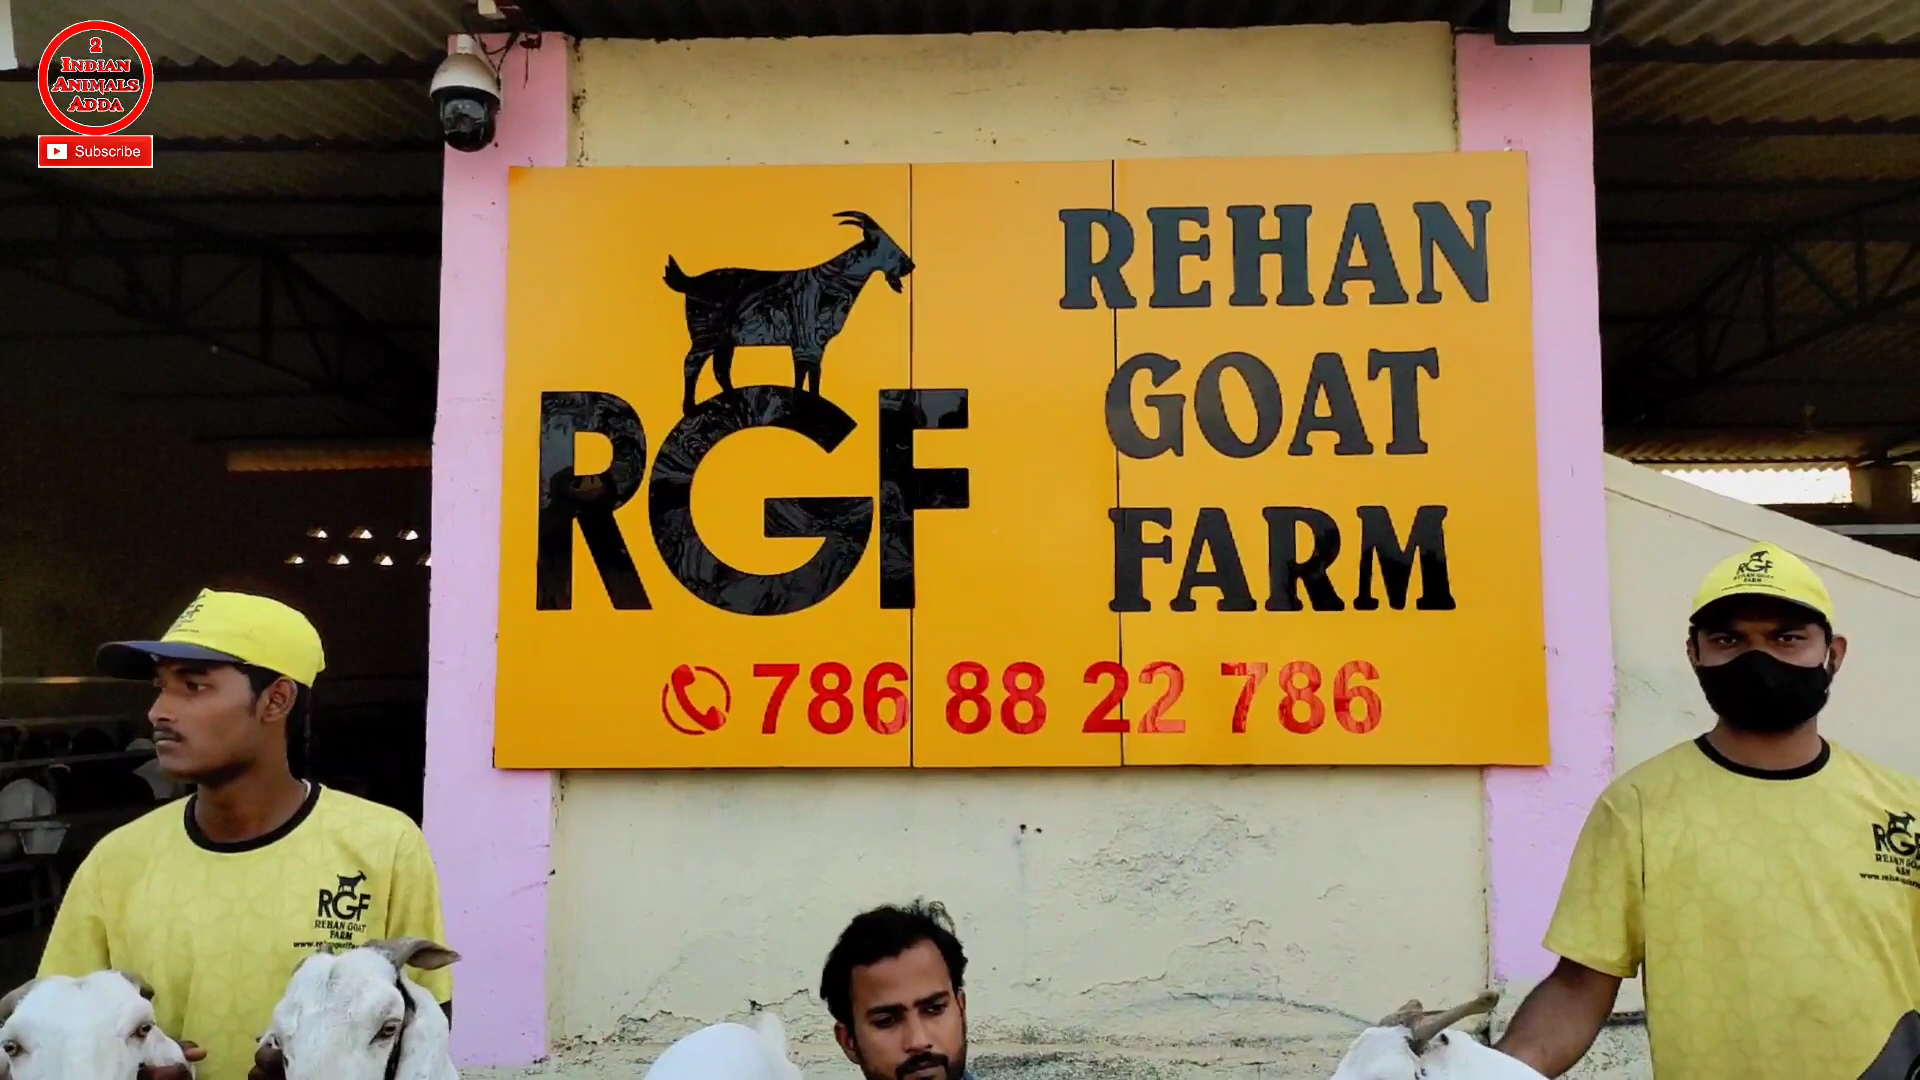 2
INDIAN
ANIMALS
ADDA
Subscribe
REHAN
GOAT
FARM
RGF
786 88 22 786
RGF
RGF
REHAN GOAT
FARM
RGF
REHAN GOAT
FARM
RGF